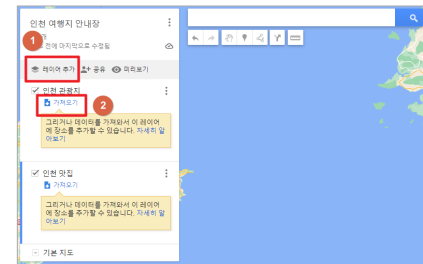 인천 여행지 안내장
1
전에 마지막으로 수정됨
레이어 추가 공유 미리보기
인천 관광지
가져오기
2
그리거나 데이터를 가져와서 이 레이어
에 장소를 추가할 수 있습니다. 자세히 알
아보기
인천 맛집
가져오기
그리거나 데이터를 가져와서 이 레이어
에 장소를 추가할 수 있습니다. 자세히 알
아보기
기본 지도